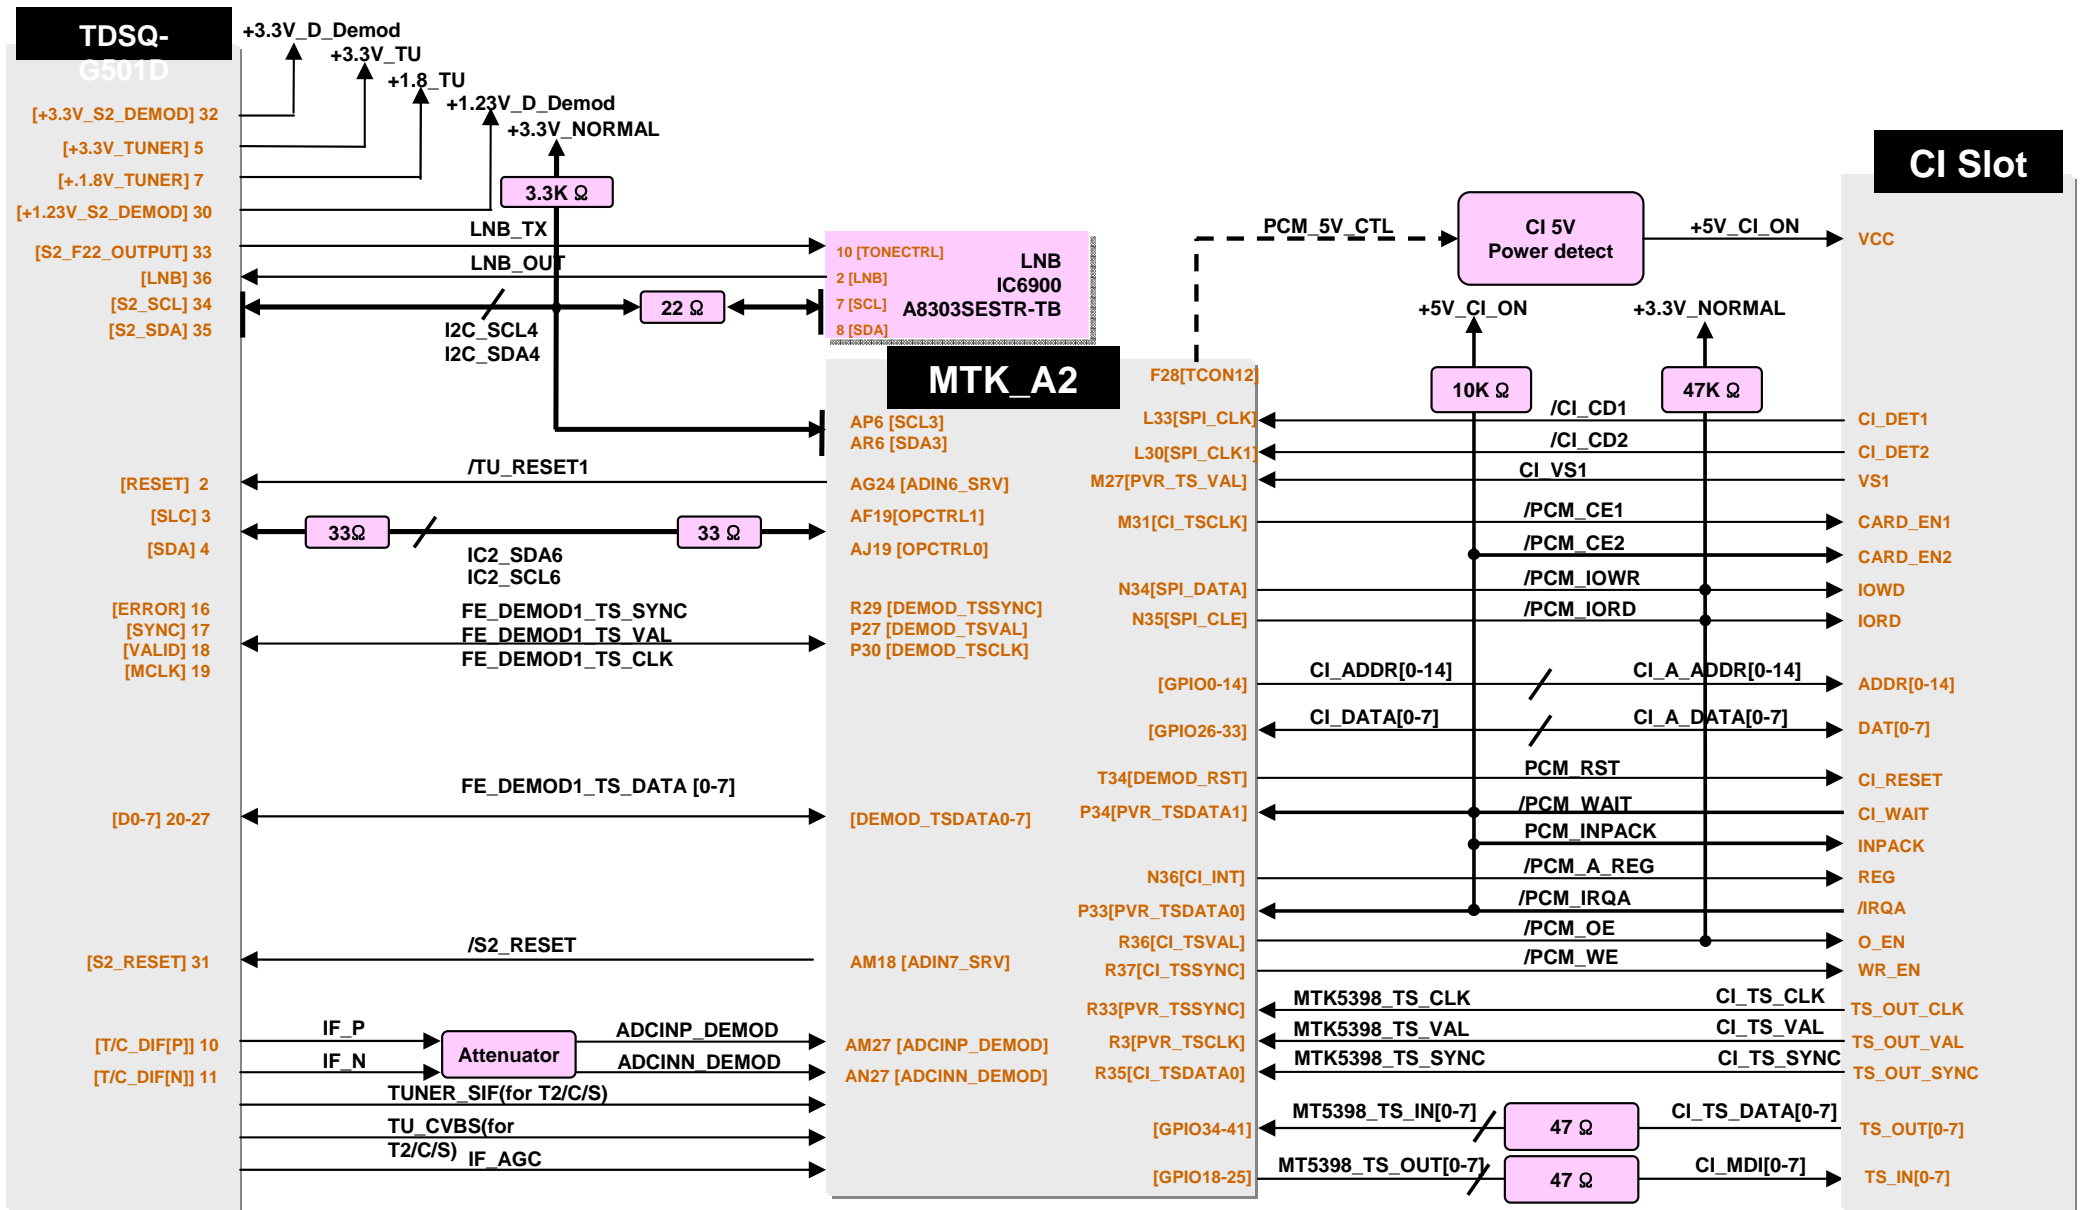 TDSQ-
G501D
+3.3V_D_Demod
+3.3V_TU
+1.8_TU
+1.23V_D_Demod
+3.3V_NORMAL
[+3.3V_S2_DEMOD] 32
[+3.3V_TUNER] 5
[+.1.8V_TUNER] 7
[+1.23V_S2_DEMOD] 30
[S2_F22_OUTPUT] 33
[LNB] 36
[S2_SCL] 34
[S2_SDA] 35
[RESET] 2
[SLC] 3
[SDA] 4
[ERROR] 16
[SYNC] 17
[VALID] 18
[MCLK] 19
[D0-7] 20-27
[S2_RESET] 31
[T/C_DIF[P]] 10
[T/C_DIF[N]] 11
3.3K Ω
LNB_TX
LNB_OUT
22 Ω
I2C_SCL4
I2C_SDA4
/TU_RESET1
33Ω
33 Ω
IC2_SDA6
IC2_SCL6
FE_DEMOD1_TS_SYNC
FE_DEMOD1_TS_VAL
FE_DEMOD1_TS_CLK
FE_DEMOD1_TS_DATA [0-7]
/S2_RESET
IF_P
IF_N
Attenuator
ADCINP_DEMOD
ADCINN_DEMOD
TUNER_SIF(for T2/C/S)
TU_CVBS(for
T2/C/S)
IF_AGC
10 [TONECTRL]
2 [LNB]
7 [SCL]
8 [SDA]
LNB
IC6900
A8303SESTR-TB
MTK_A2
AP6 [SCL3]
AR6 [SDA3]
AG24 [ADIN6_SRV]
AF19[OPCTRL1]
AJ19 [OPCTRL0]
R29 [DEMOD_TSSYNC]
P27 [DEMOD_TSVAL]
P30 [DEMOD_TSCLK]
[DEMOD_TSDATA0-7]
AM18 [ADIN7_SRV]
AM27 [ADCINP_DEMOD]
AN27 [ADCINN_DEMOD]
F28[TCON12]
L33[SPI_CLK]
L30[SPI_CLK1]
M27[PVR_TS_VAL]
M31[CI_TSCLK]
N34[SPI_DATA]
N35[SPI_CLE]
[GPIO0-14]
[GPIO26-33]
T34[DEMOD_RST]
P34[PVR_TSDATA1]
N36[CI_INT]
P33[PVR_TSDATA0]
R36[CI_TSVAL]
R37[CI_TSSYNC]
R33[PVR_TSSYNC]
R3[PVR_TSCLK]
R35[CI_TSDATA0]
[GPIO34-41]
[GPIO18-25]
PCM_5V_CTL
CI 5V
Power detect
+5V_CI_ON
+5V_CI_ON
+3.3V_NORMAL
10K Ω
47K Ω
/CI_CD1
/CI_CD2
CI_VS1
/PCM_CE1
/PCM_CE2
/PCM_IOWR
/PCM_IORD
CI_ADDR[0-14]
CI_A_ADDR[0-14]
CI_DATA[0-7]
CI_A_DATA[0-7]
PCM_RST
/PCM_WAIT
PCM_INPACK
/PCM_A_REG
/PCM_IRQA
/PCM_OE
/PCM_WE
MTK5398_TS_CLK
CI_TS_CLK
MTK5398_TS_VAL
CI_TS_VAL
MTK5398_TS_SYNC
CI_TS_SYNC
MT5398_TS_IN[0-7]
47 Ω
CI_TS_DATA[0-7]
MT5398_TS_OUT[0-7]
47 Ω
CI_MDI[0-7]
CI Slot
VCC
CI_DET1
CI_DET2
VS1
CARD_EN1
CARD_EN2
IOWD
IORD
ADDR[0-14]
DAT[0-7]
CI_RESET
CI_WAIT
INPACK
REG
/IRQA
O_EN
WR_EN
TS_OUT_CLK
TS_OUT_VAL
TS_OUT_SYNC
TS_OUT[0-7]
TS_IN[0-7]